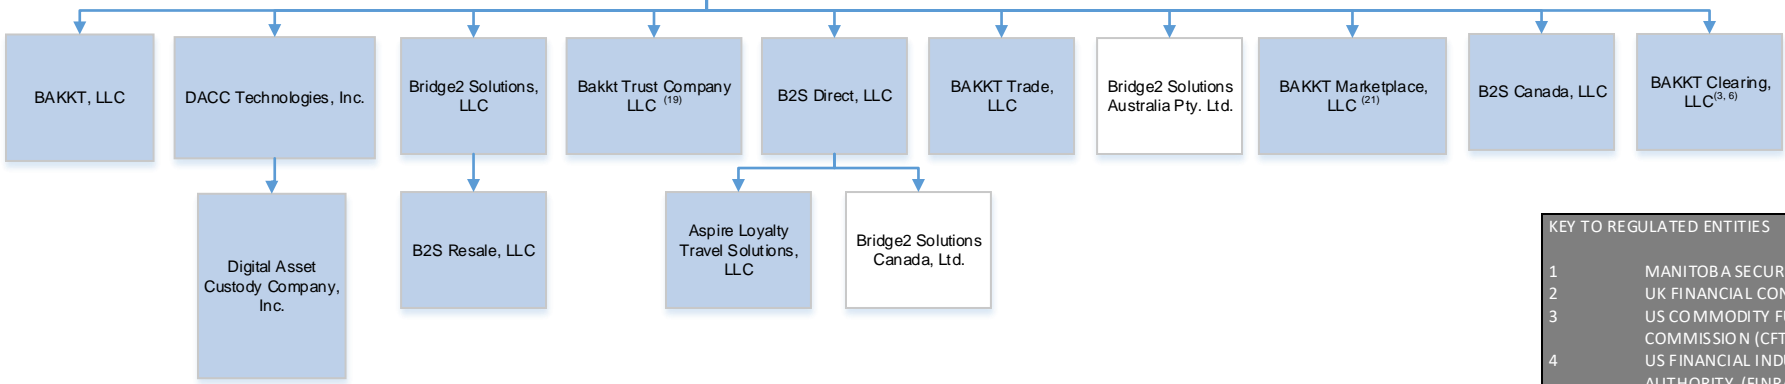 BAKKT, LLC
DACC Technologies, Inc.
Bridge2 Solutions,
LLC
Bakkt Trust Company
LLC (19)
B2S Direct, LLC
BAKKT Trade,
LLC
Bridge2 Solutions
Australia Pty. Ltd.
BAKKT Marketplace,
LLC (21)
B2S Canada, LLC
BAKKT Clearing,
LLC(3, 6)
Digital Asset
Custody Company,
Inc.
B2S Resale, LLC
Aspire Loyalty
Travel Solutions,
LLC
Bridge2 Solutions
Canada, Ltd.
KEY TO REGULATED ENTITIES
1 MANITOBA SECUR
2 UK FINANCIAL CON
3 US COMMODITY FU
COMMISSION (CFT
4 US FINANCIAL IND
AUTHORITY (FINR